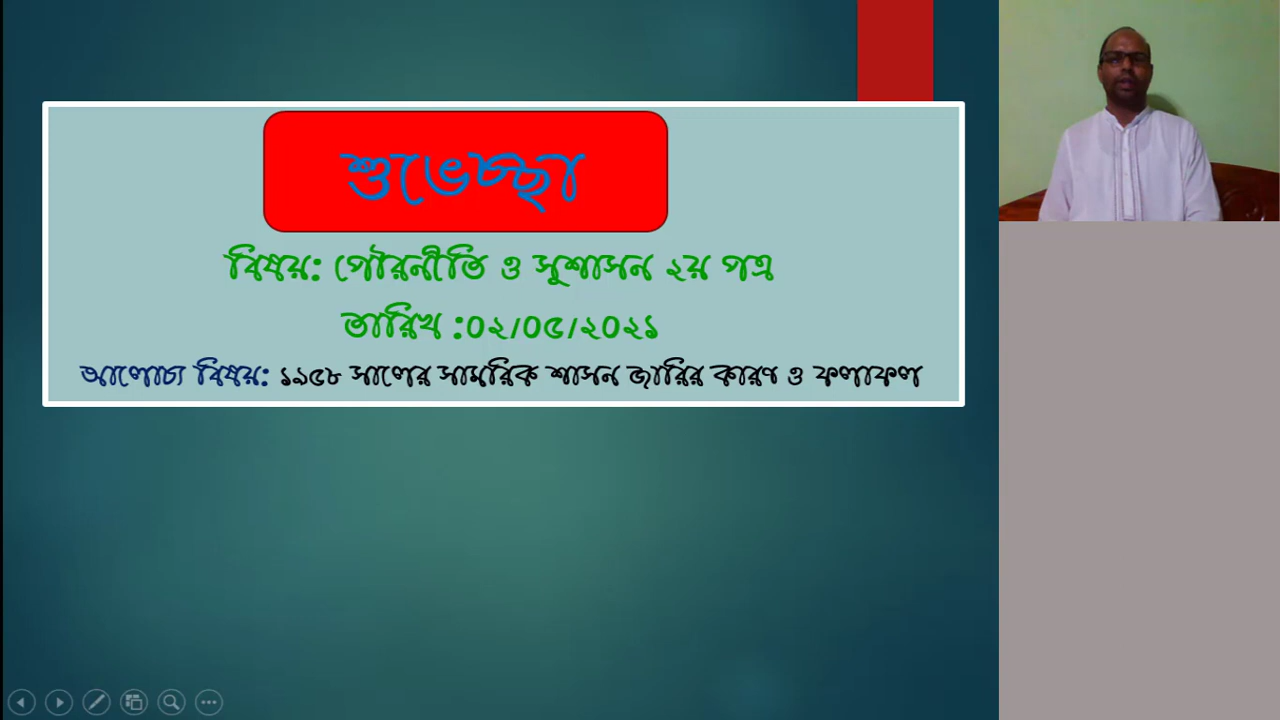 শুভেচ্ছা
বিষয়: পৌরনীতি ও সুশাসন ২য় পত্র
তারিখ :০২/০৫/২০২১
আলোচ্য বিষয়: ১৯৫৮ সালের সামরিক শাসন জারির কারণ ও ফলাফল